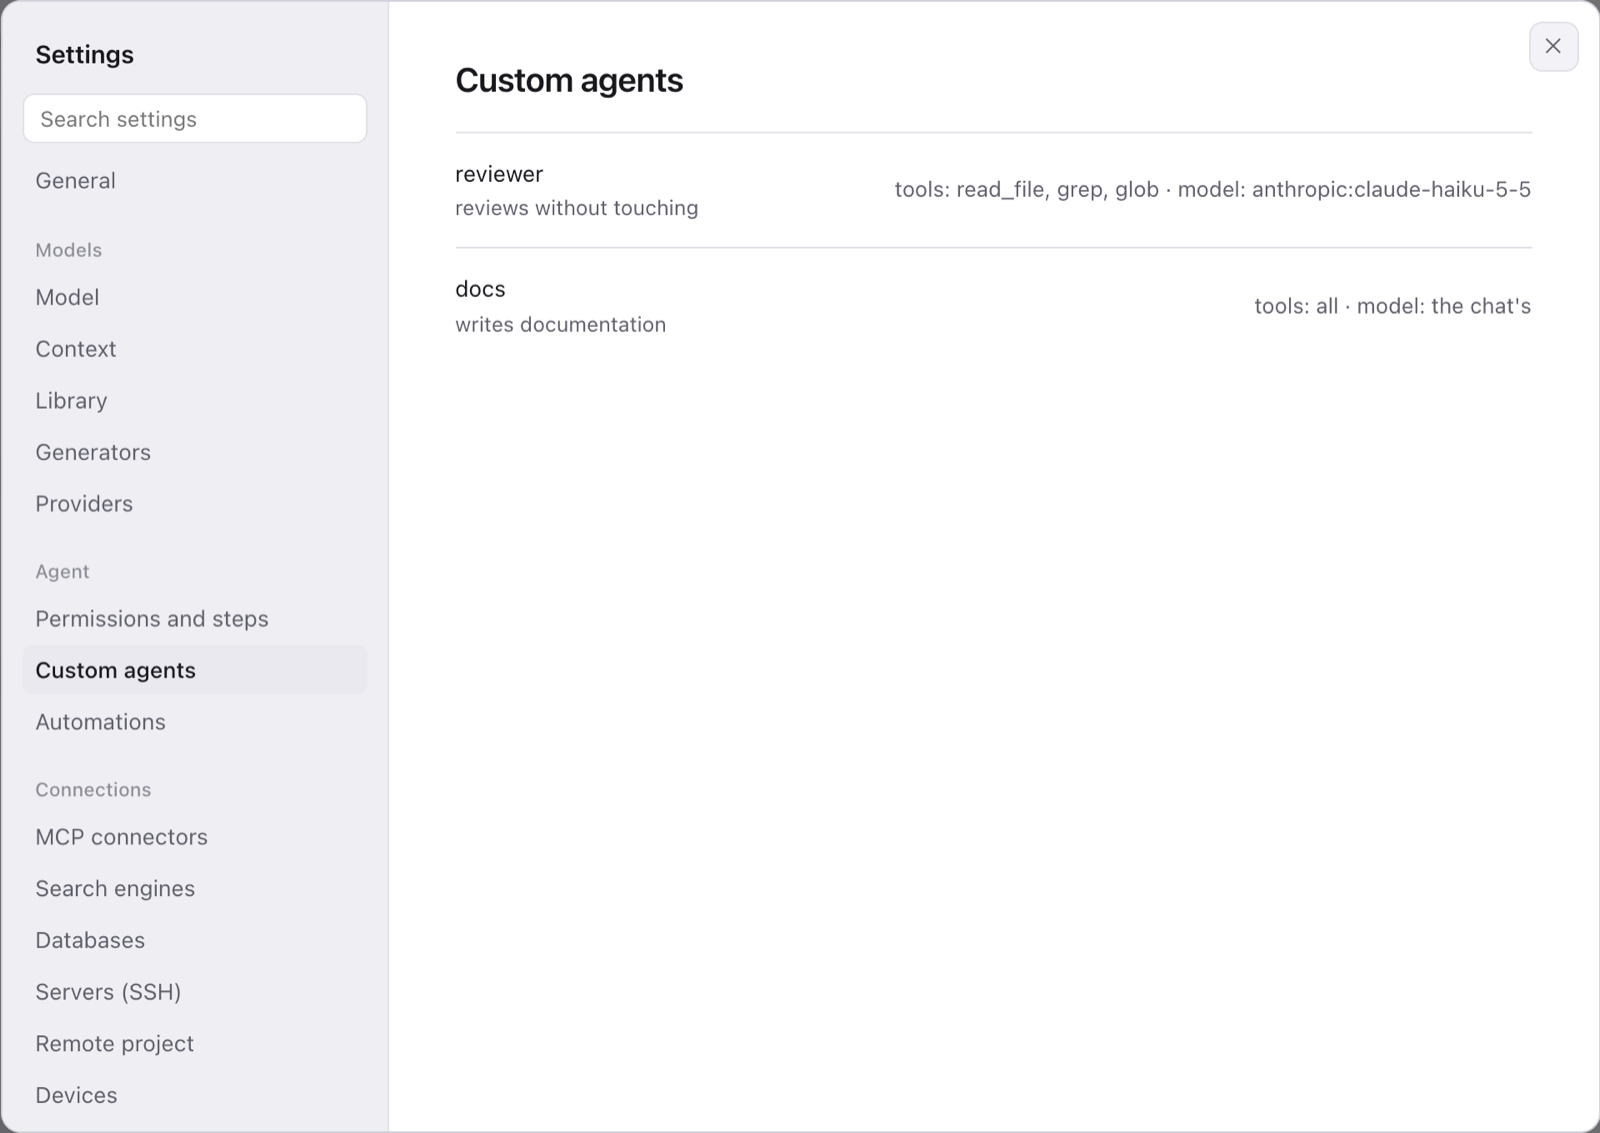 Settings
Search settings
General
Models
Model
Context
Library
Generators
Providers
Agent
Permissions and steps
Custom agents
Automations
Connections
MCP connectors
Search engines
Databases
Servers (SSH)
Remote project
Devices
Custom agents
reviewer
reviews without touching
tools: read_file, grep, glob · model: anthropic:claude-haiku-5-5
docs
writes documentation
tools: all · model: the chat's